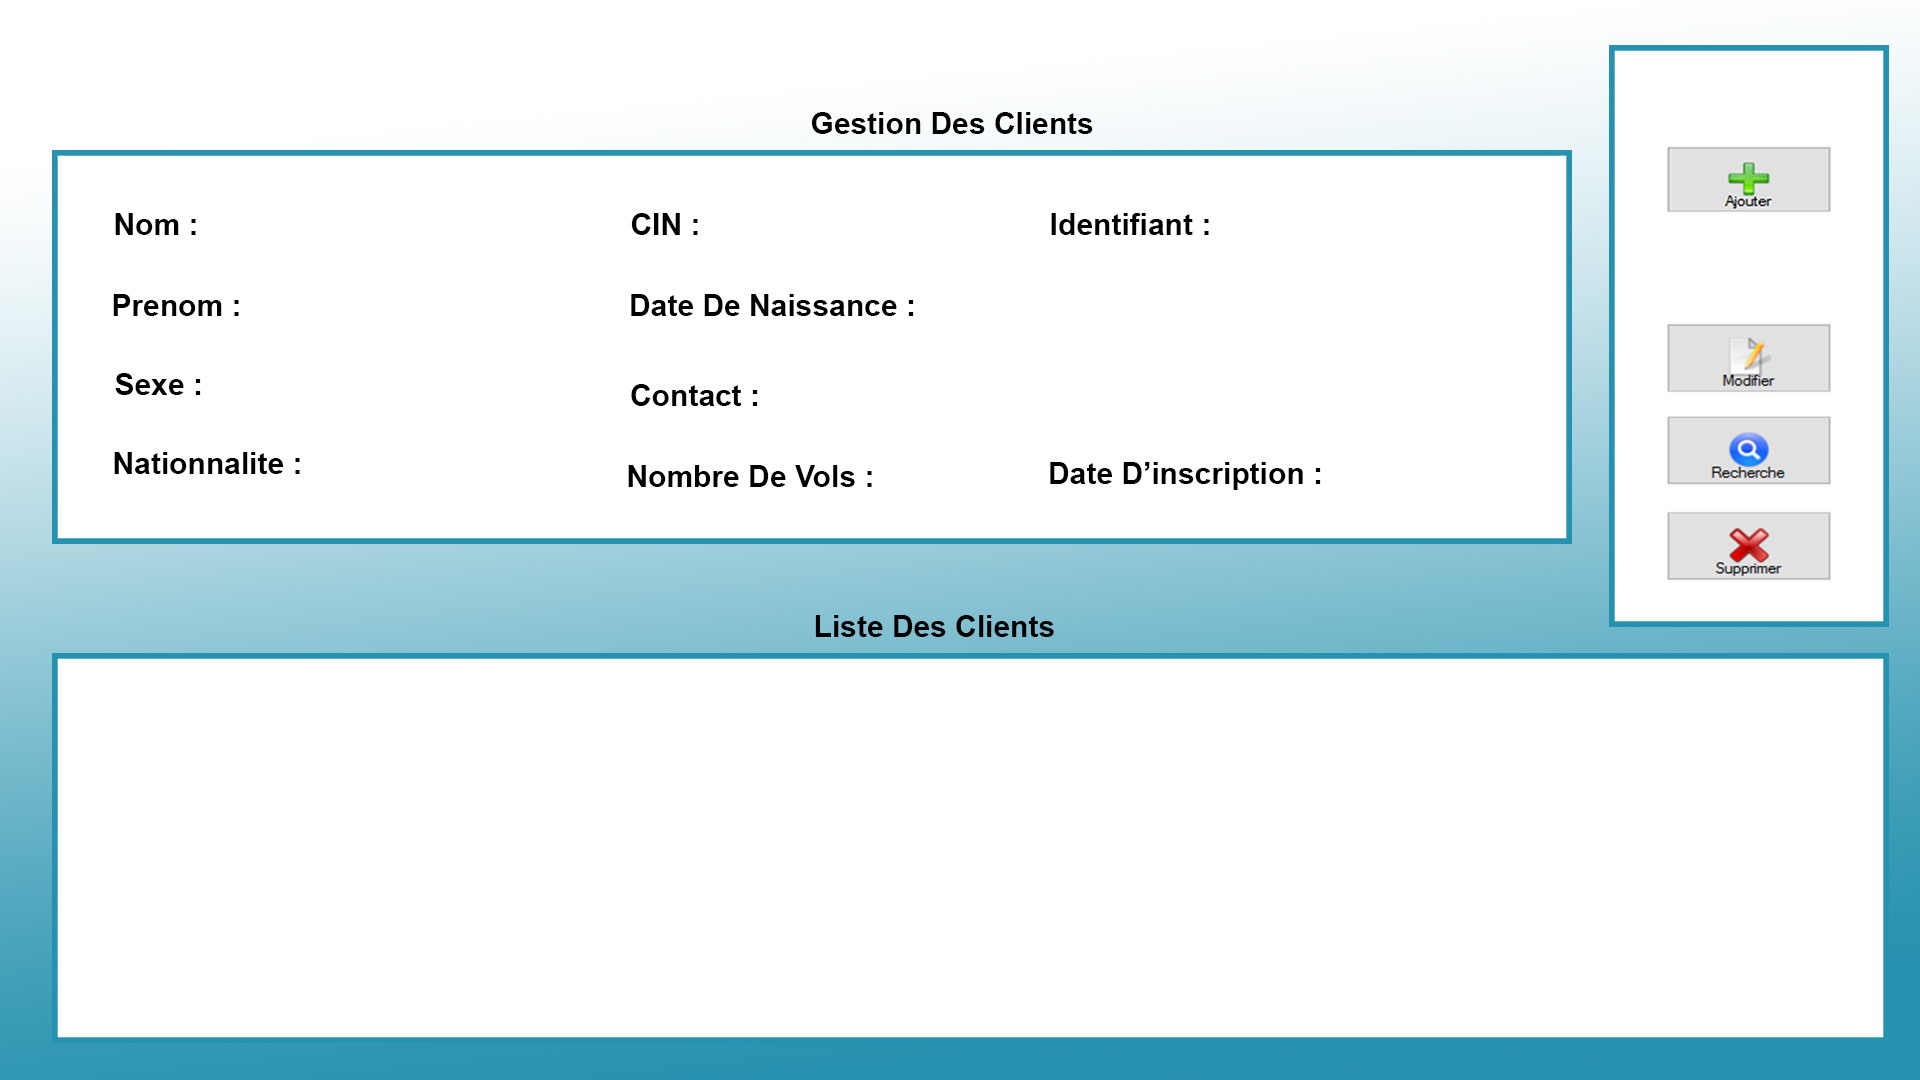 Gestion Des Clients
Nom :
CIN :
Identifiant :
Prenom :
Date De Naissance :
Sexe :
Contact :
Nationnalite :
Nombre De Vols :
Date D’inscription :
Ajouter
Modifier
Recherche
Supprimer
Liste Des Clients